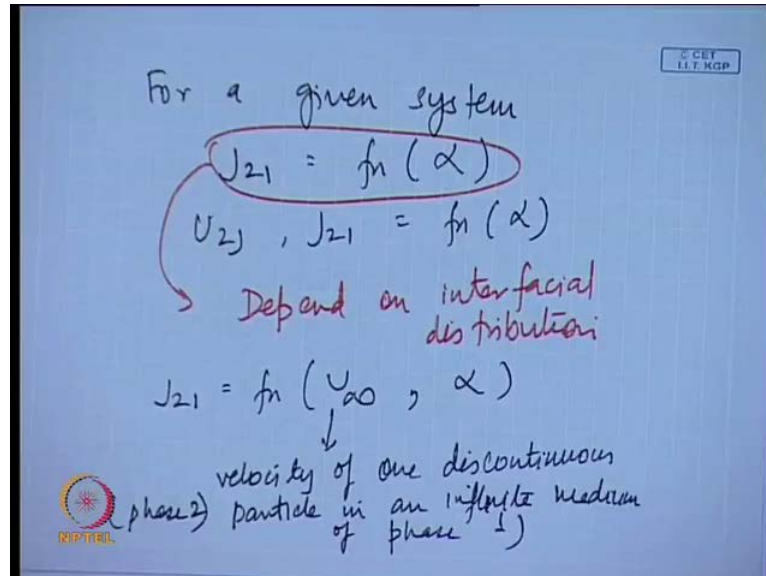 © CET
I.I.T. KGP
For a given system
J21 = fn (α)
U2J, J21 = fn (α)
Depend on interfacial
distribution
J21 = fn (U∞, α)
velocity of one discontinuous
(phase 2) particle in an infinite medium
of phase 1)
NPTEL